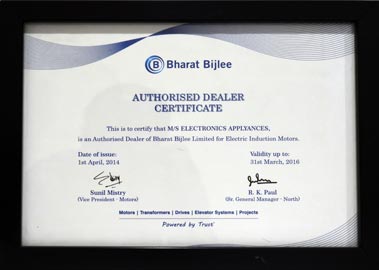 B Bharat Bijlee
AUTHORISED DEALER
CERTIFICATE
This is to certify that M/S ELECTRONICS APPLYANCES,
is an Authorised Dealer of Bharat Bijlee Limited for Electric Induction Motors.
Date of issue: Validity up to:
1st April, 2014 31st March, 2016
Sunil Mistry R. K. Paul
(Vice President - Motors) (Sr. General Manager - North)
Motors | Transformers | Drives | Elevator Systems | Projects
Powered by Trust